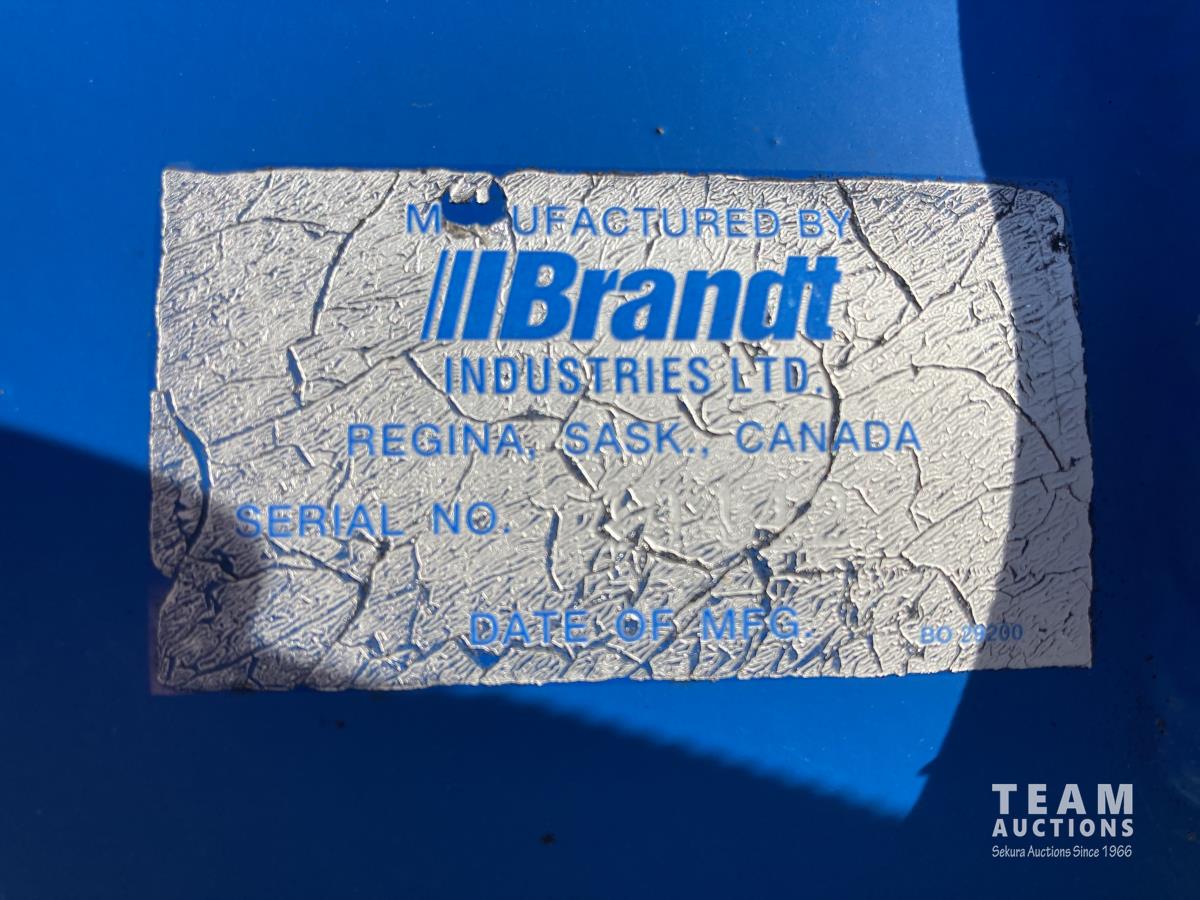 M UFACTURED BY
Brandt
INDUSTRIES LTD.
REGINA, SASK., CANADA
SERIAL NO.
DATE OF MFG.
BO 29200
TEAM
AUCTIONS
Sekura Auctions Since 1966